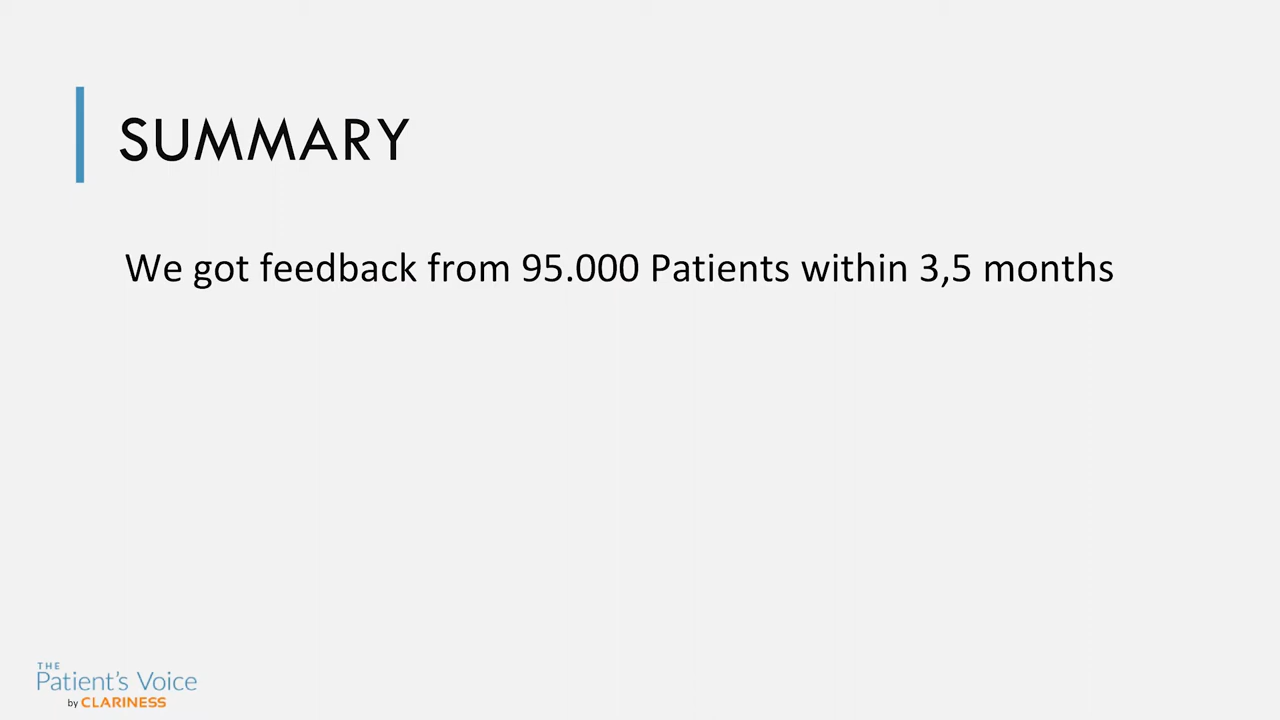 SUMMARY
We got feedback from 95.000 Patients within 3,5 months
THE
Patient's Voice
by CLARINESS